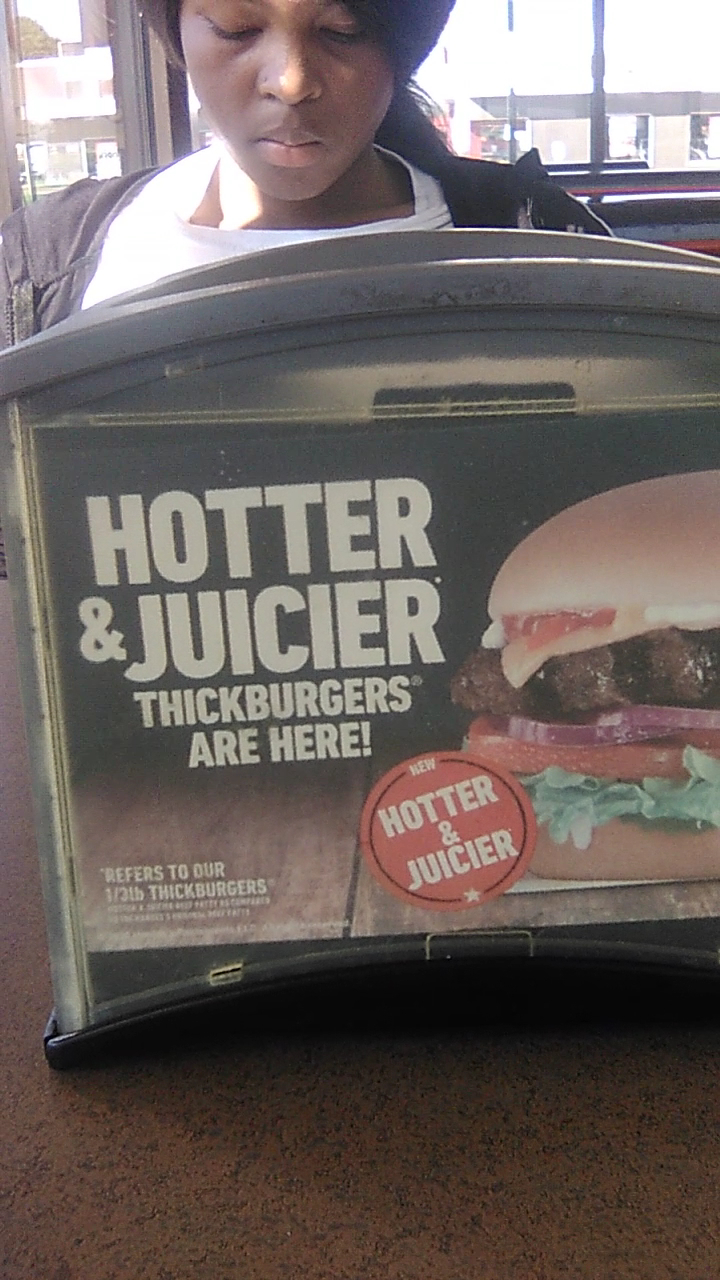 HOTTER
& JUICIER*
THICKBURGERS®
ARE HERE!
NEW
HOTTER
&
JUICIER*
*REFERS TO OUR
1/3lb THICKBURGERS®